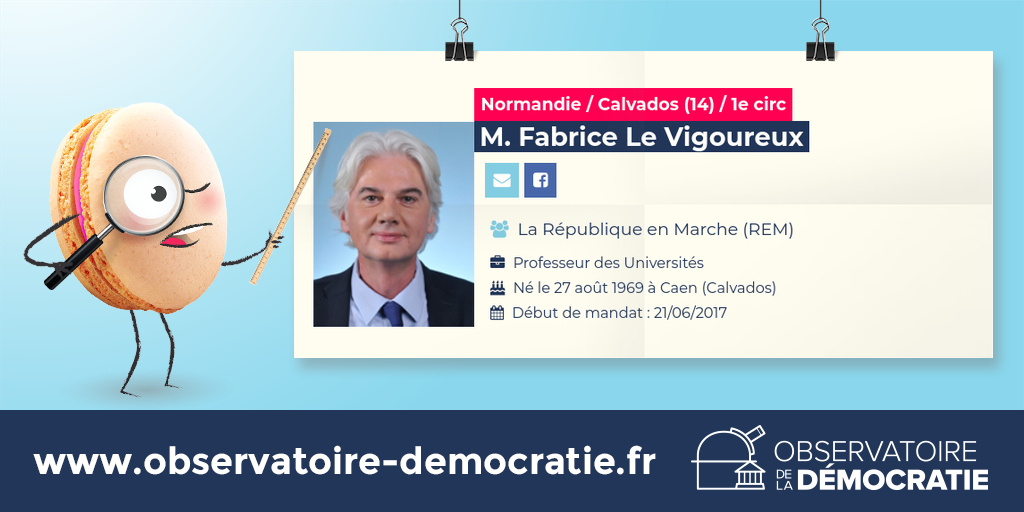 Normandie / Calvados (14) / 1e circ
M. Fabrice Le Vigoureux
La République en Marche (REM)
Professeur des Universités
Né le 27 août 1969 à Caen (Calvados)
Début de mandat : 21/06/2017
www.observatoire-democratie.fr
OBSERVATOIRE
DE LA DÉMOCRATIE